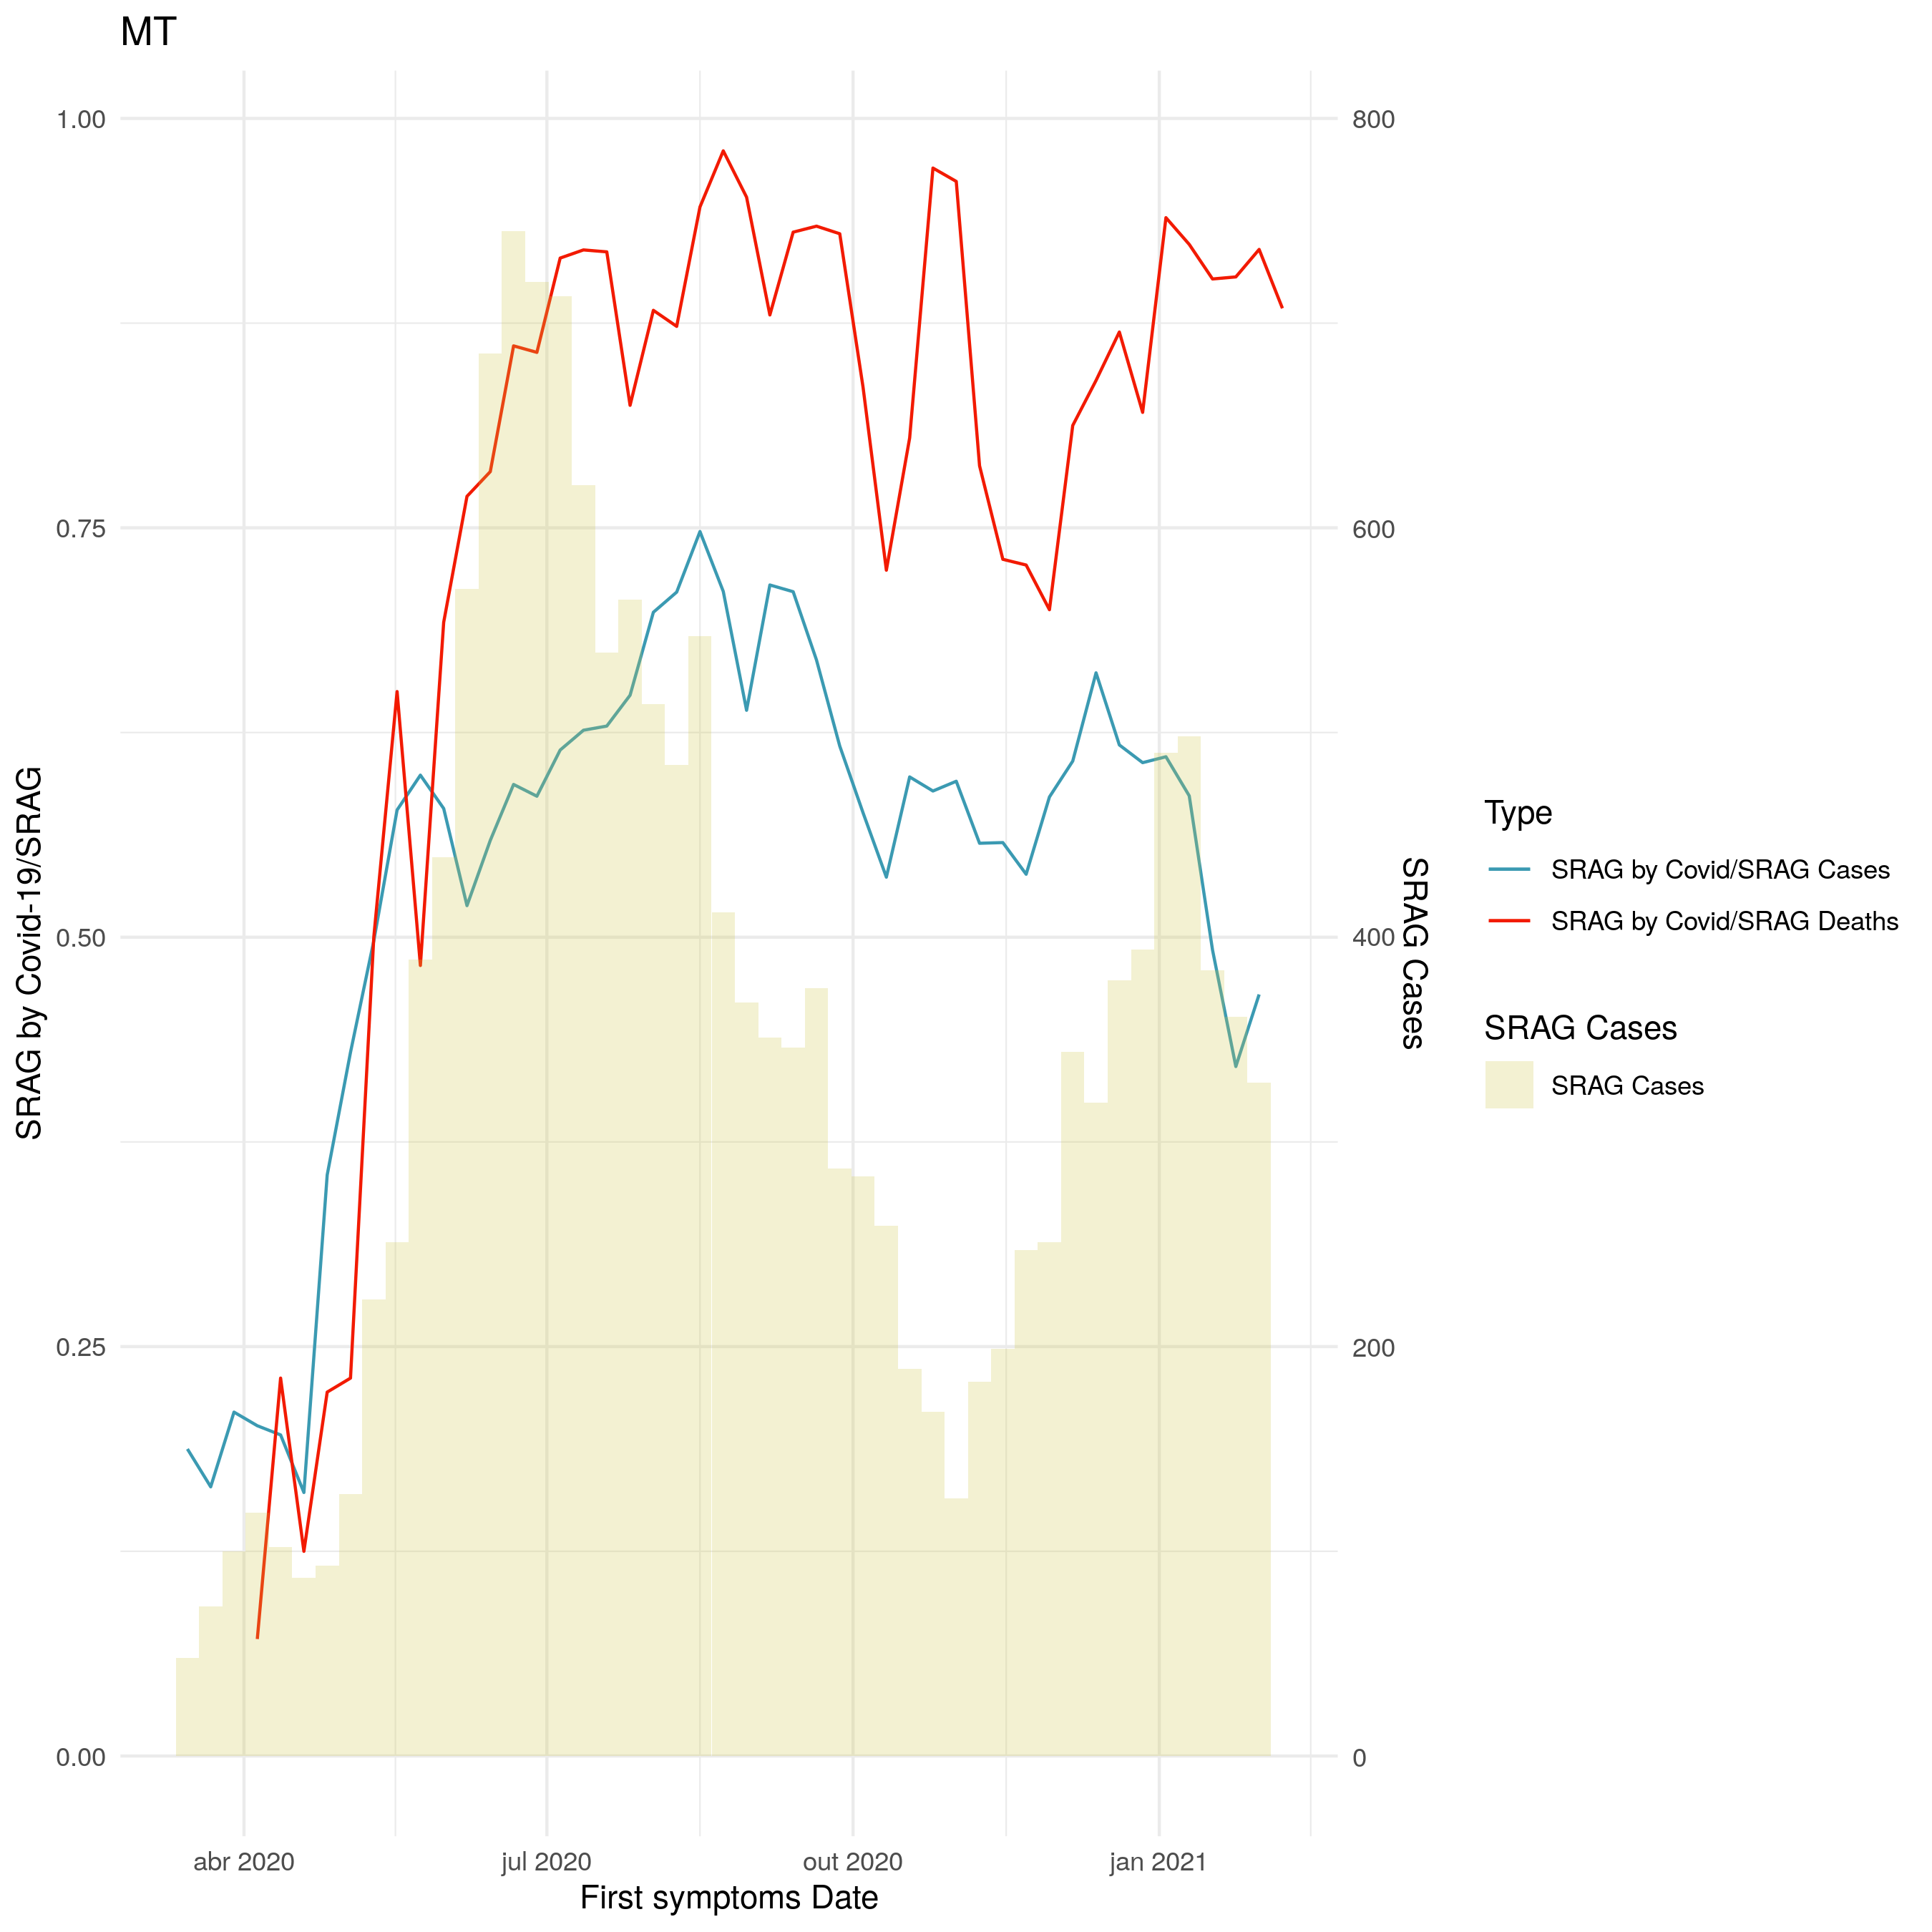 MT
1.00
0.75
0.50
0.25
0.00
SRAG by Covid-19/SRAG
800
600
400
200
0
SRAG Cases
abr 2020
jul 2020
out 2020
jan 2021
First symptoms Date
Type
SRAG by Covid/SRAG Cases
SRAG by Covid/SRAG Deaths
SRAG Cases
SRAG Cases